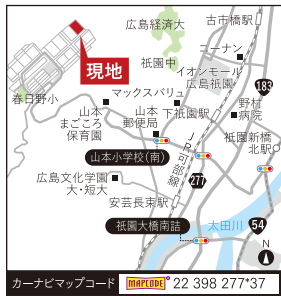 広島経済大
古市橋駅
コーナン
祇園中
イオンモール
広島祇園
現地
183
春日野小
マックスバリュ
下祇園駅
野村
病院
山本
まごころ
保育園
山本
郵便局
祇園新橋
北駅
山本小学校(南)
JR可部線
277
広島文化学園
大・短大
安芸長束駅
祇園大橋南詰
太田川
54
N
カーナビマップコード MAPCODE 22 398 277*37